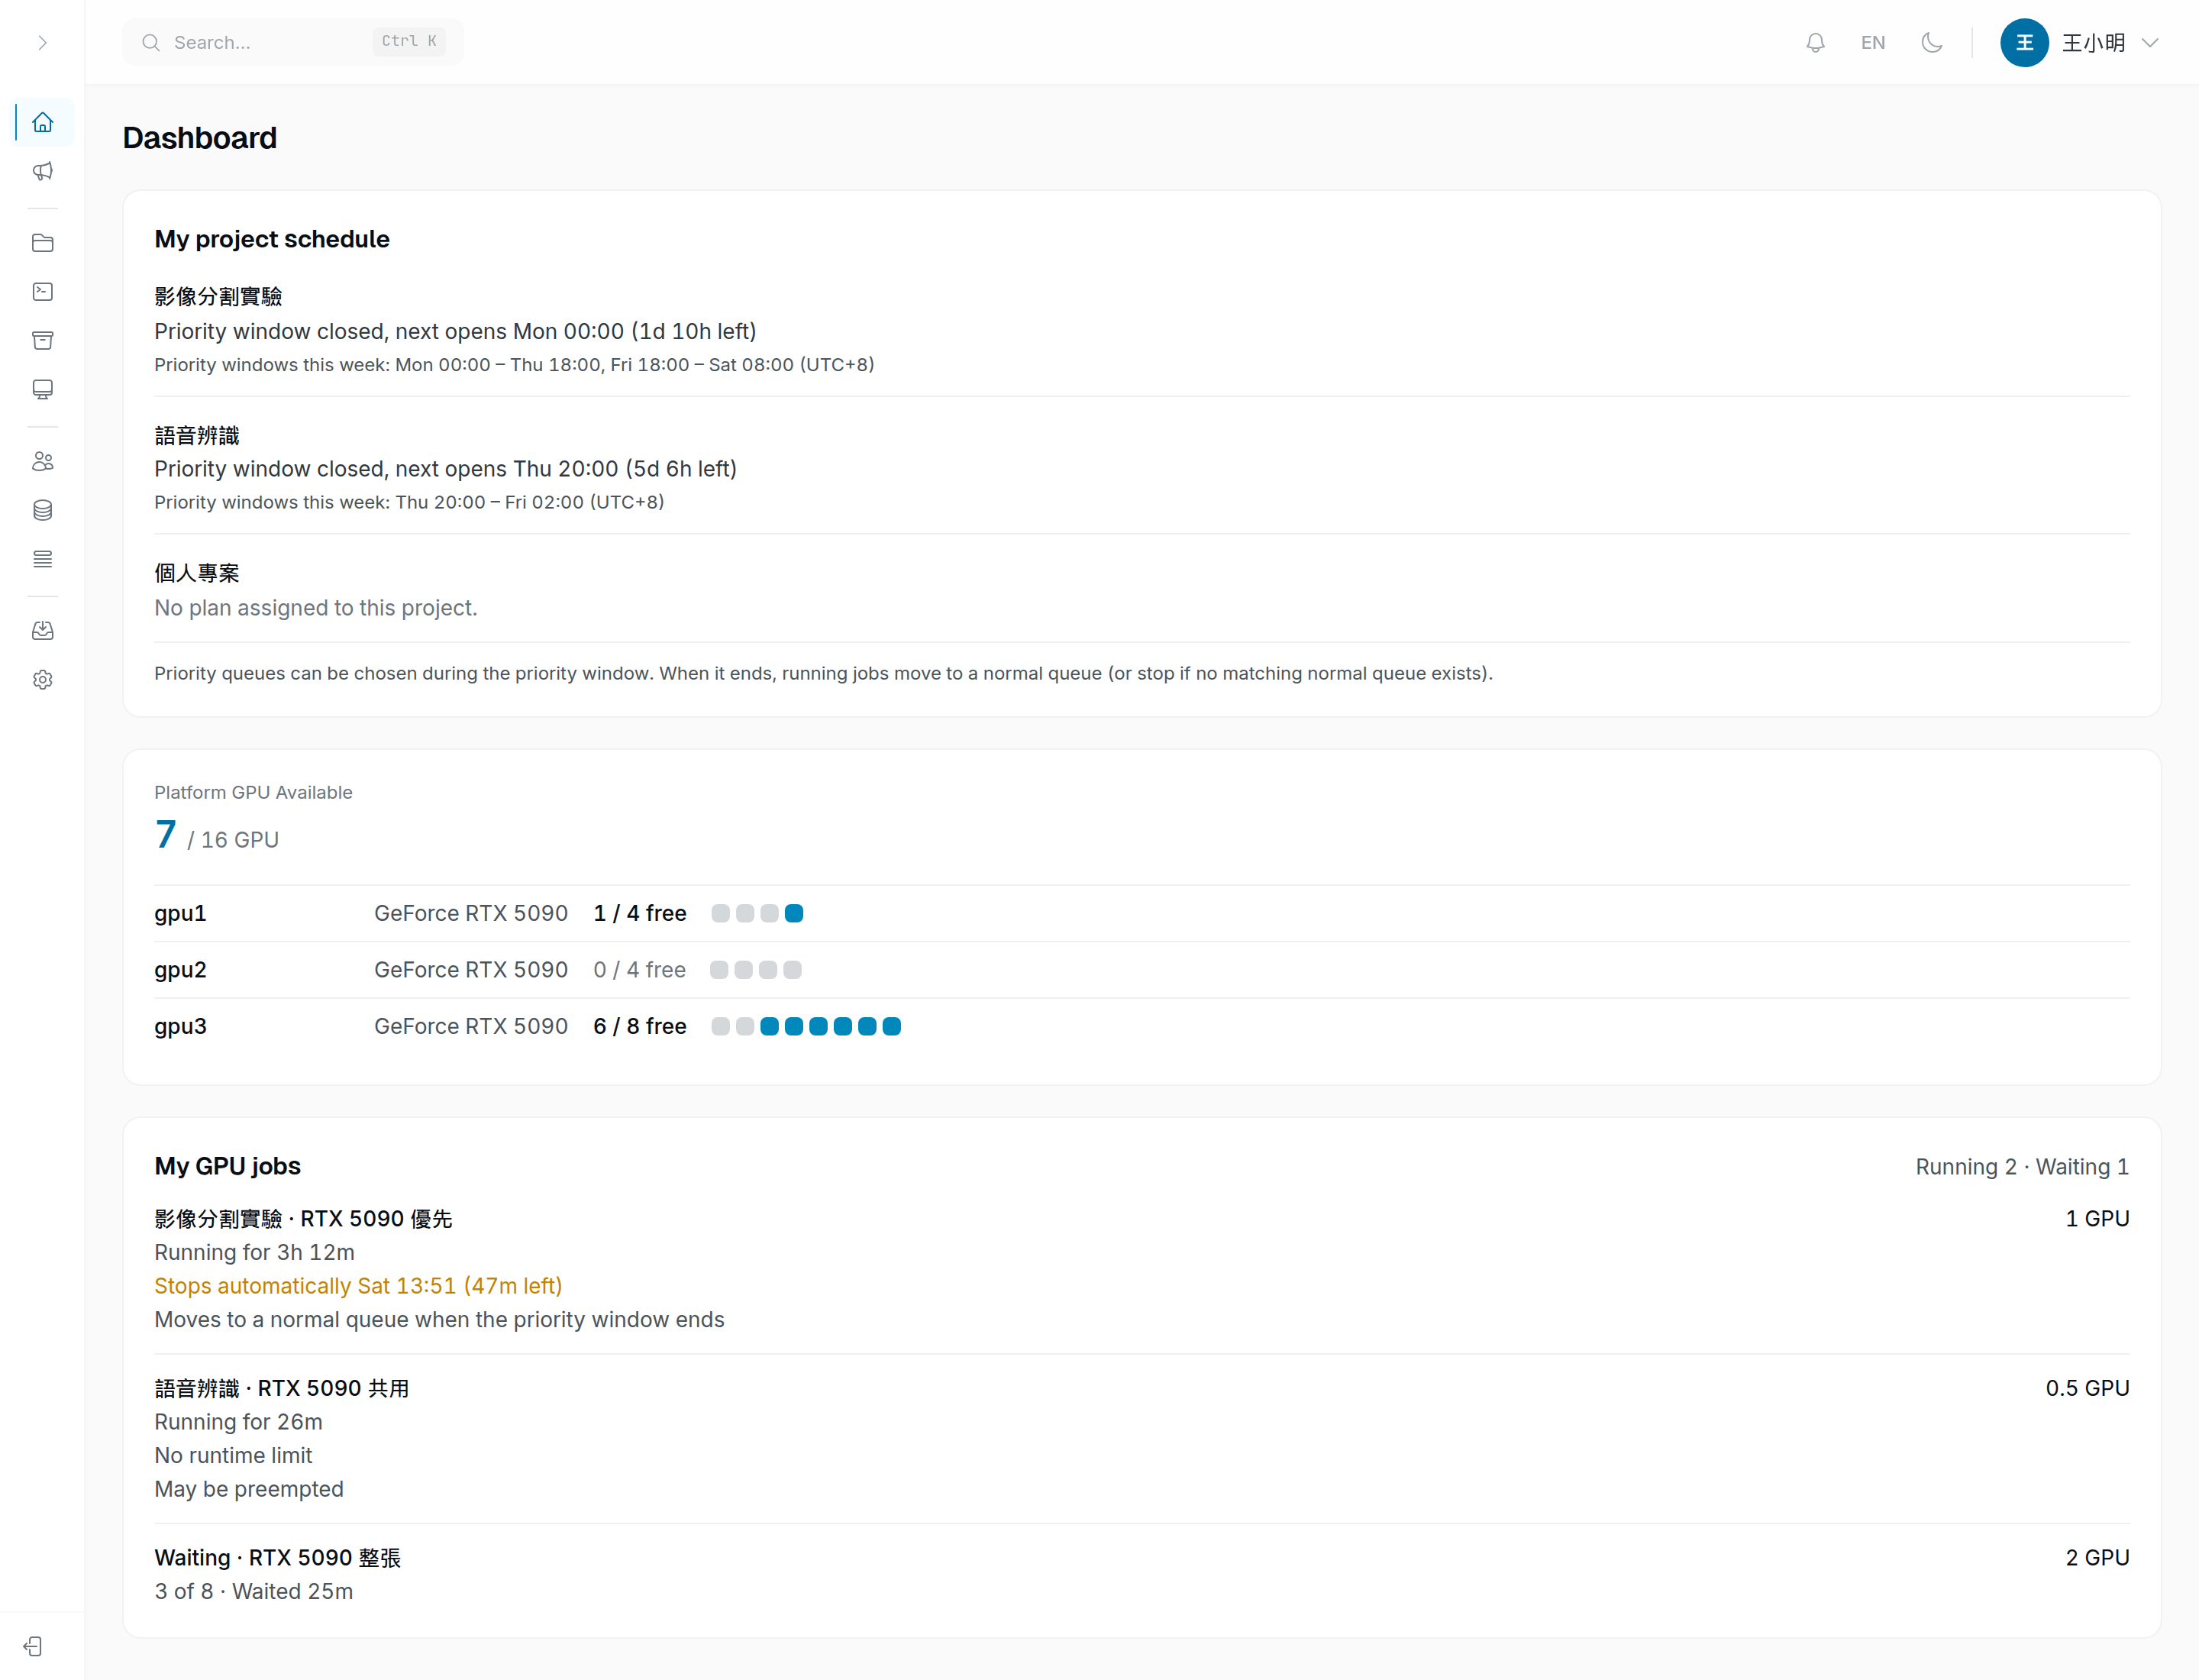 Search...
Ctrl K
EN
王
王小明
Dashboard
My project schedule
影像分割實驗
Priority window closed, next opens Mon 00:00 (1d 10h left)
Priority windows this week: Mon 00:00 – Thu 18:00, Fri 18:00 – Sat 08:00 (UTC+8)
語音辨識
Priority window closed, next opens Thu 20:00 (5d 6h left)
Priority windows this week: Thu 20:00 – Fri 02:00 (UTC+8)
個人專案
No plan assigned to this project.
Priority queues can be chosen during the priority window. When it ends, running jobs move to a normal queue (or stop if no matching normal queue exists).
Platform GPU Available
7 / 16 GPU
gpu1 GeForce RTX 5090 1 / 4 free
gpu2 GeForce RTX 5090 0 / 4 free
gpu3 GeForce RTX 5090 6 / 8 free
My GPU jobs
Running 2 · Waiting 1
影像分割實驗 · RTX 5090 優先
1 GPU
Running for 3h 12m
Stops automatically Sat 13:51 (47m left)
Moves to a normal queue when the priority window ends
語音辨識 · RTX 5090 共用
0.5 GPU
Running for 26m
No runtime limit
May be preempted
Waiting · RTX 5090 整張
2 GPU
3 of 8 · Waited 25m